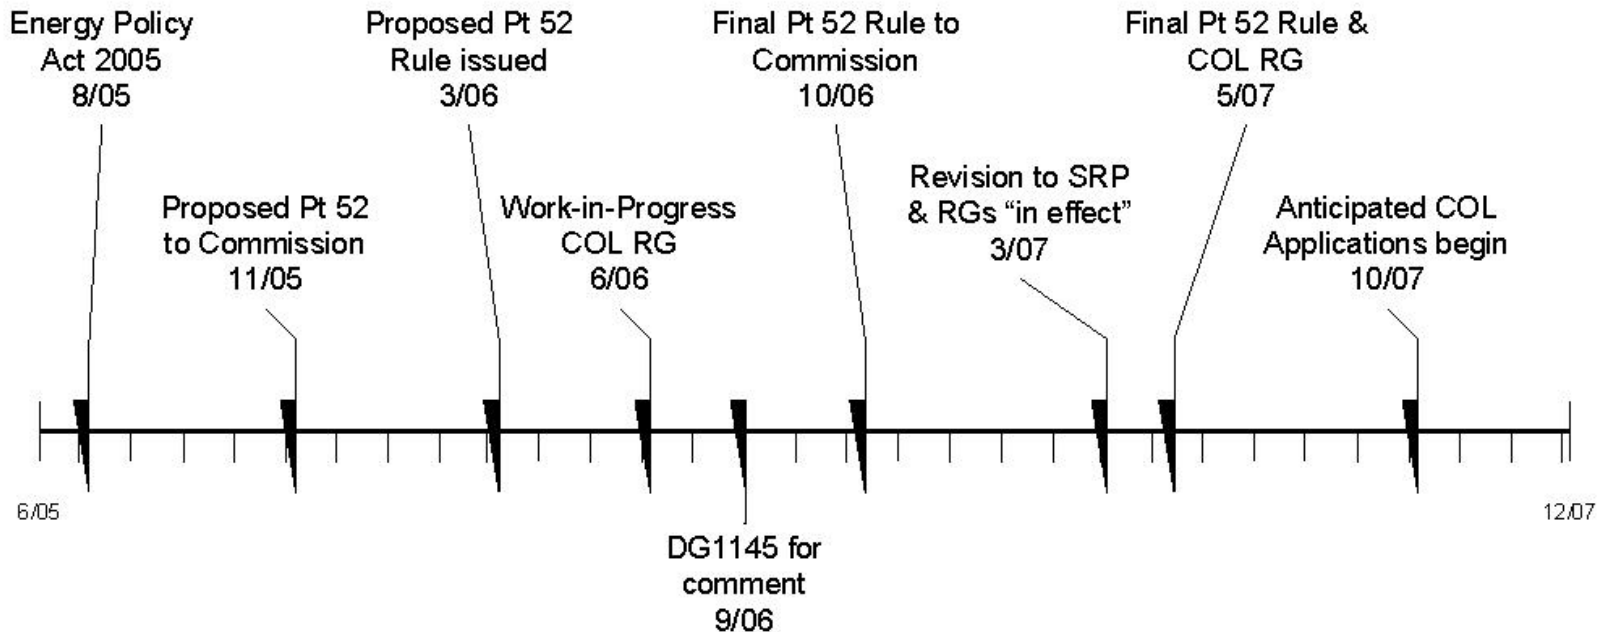 Energy Policy
Act 2005
8/05
Proposed Pt 52
Rule issued
3/06
Final Pt 52 Rule to
Commission
10/06
Final Pt 52 Rule &
COL RG
5/07
Proposed Pt 52
to Commission
11/05
Work-in-Progress
COL RG
6/06
Revision to SRP
& RGs “in effect”
3/07
Anticipated COL
Applications begin
10/07
6/05
12/07
DG1145 for
comment
9/06